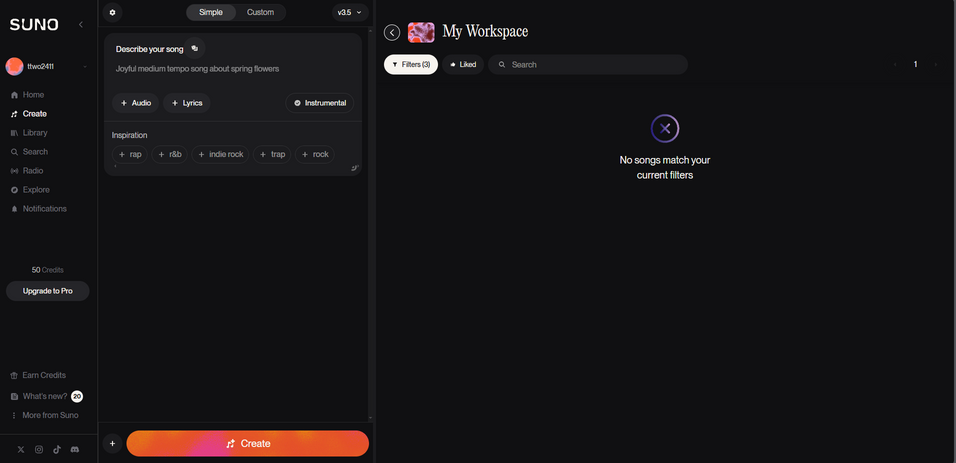 SUNO
ttwo2411
Home
Create
Library
Search
Radio
Explore
Notifications
50 Credits
Upgrade to Pro
Earn Credits
What's new? 20
More from Suno
Simple
Custom
v3.5
Describe your song
Joyful medium tempo song about spring flowers
+ Audio
+ Lyrics
Instrumental
Inspiration
+ rap
+ r&b
+ indie rock
+ trap
+ rock
+
Create
My Workspace
Filters (3)
Liked
Search
1
No songs match your
current filters